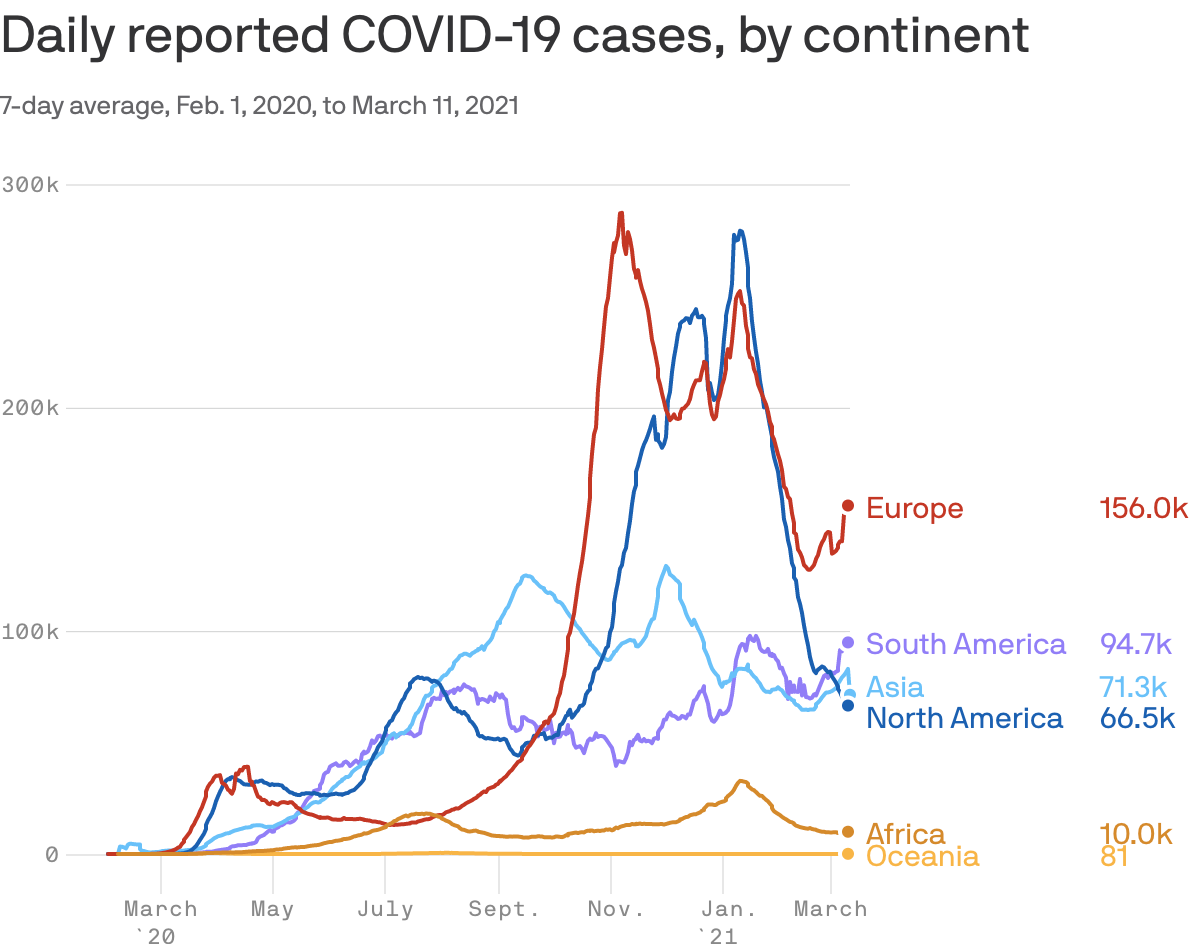 Daily reported COVID-19 cases, by continent
7-day average, Feb. 1, 2020, to March 11, 2021
300k
200k
100k
0
Europe 156.0k
South America 94.7k
Asia 71.3k
North America 66.5k
Africa 10.0k
Oceania 81
March May July Sept. Nov. Jan. March
`20 `21